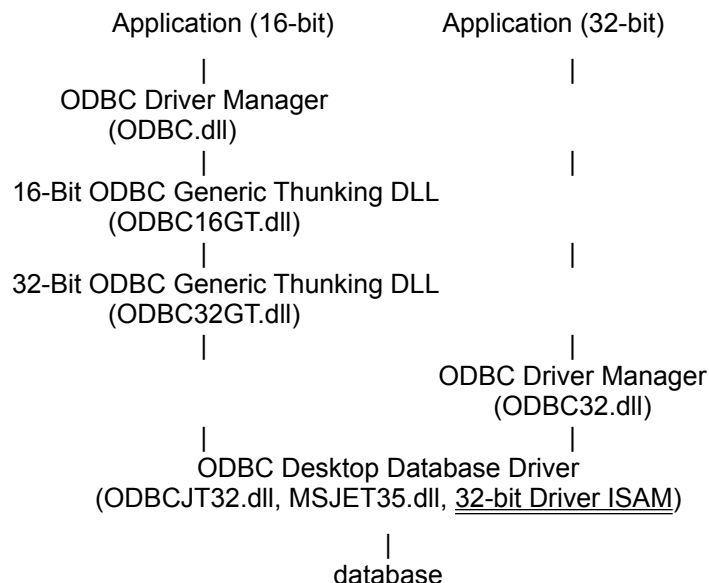 Application (16-bit) Application (32-bit)
| |
ODBC Driver Manager
(ODBC.dll)
| |
16-Bit ODBC Generic Thunking DLL
(ODBC16GT.dll)
| |
32-Bit ODBC Generic Thunking DLL
(ODBC32GT.dll)
| |
ODBC Driver Manager
(ODBC32.dll)
| |
ODBC Desktop Database Driver
(ODBCJT32.dll, MSJET35.dll, 32-bit Driver ISAM)
|
database